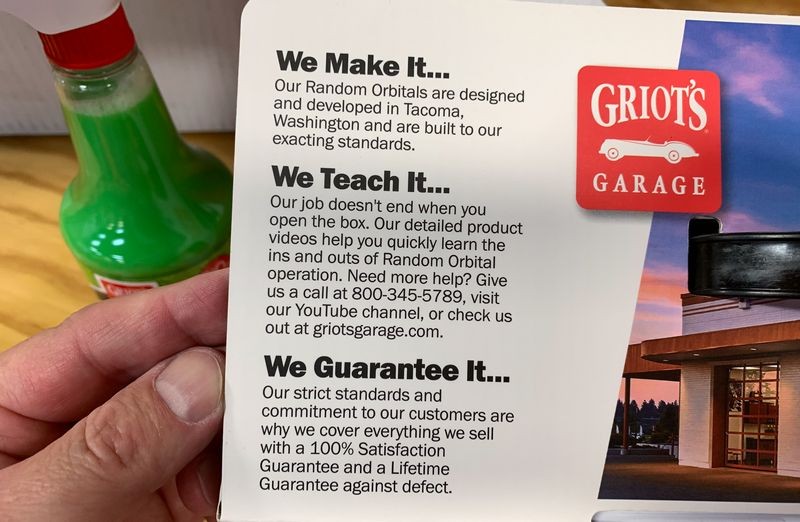 We Make It...
Our Random Orbitals are designed
and developed in Tacoma,
Washington and are built to our
exacting standards.
We Teach It...
Our job doesn't end when you
open the box. Our detailed product
videos help you quickly learn the
ins and outs of Random Orbital
operation. Need more help? Give
us a call at 800-345-5789, visit
our YouTube channel, or check us
out at griotsgarage.com.
We Guarantee It...
Our strict standards and
commitment to our customers are
why we cover everything we sell
with a 100% Satisfaction
Guarantee and a Lifetime
Guarantee against defect.
GRIOT'S
GARAGE